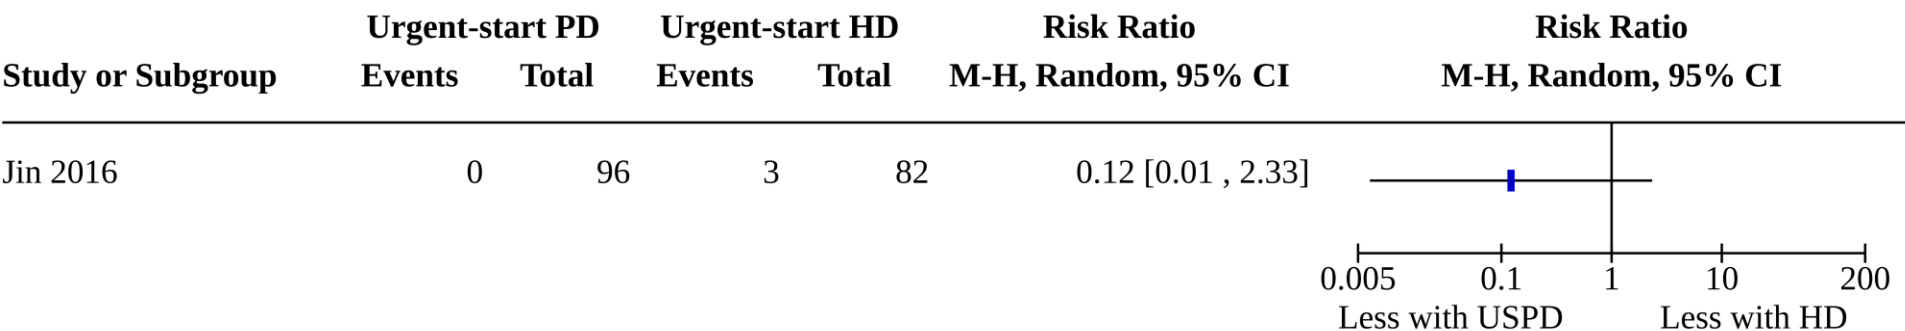 Urgent-start PD Urgent-start HD Risk Ratio Risk Ratio
Study or Subgroup Events Total Events Total M-H, Random, 95% CI M-H, Random, 95% CI
Jin 2016 0 96 3 82 0.12 [0.01 , 2.33]
0.005 0.1 1 10 200
Less with USPD Less with HD